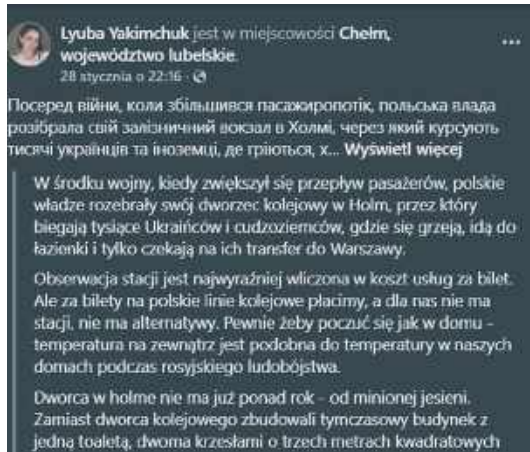 Lyuba Yakimchuk jest w miejscowości Chełm,
województwo lubelskie.
28 stycznia o 22:16
Посеред війни, коли збільшився пасажиропотік, польська влада
розібрала свій залізничний вокзал в Холмі, через який курсують
тисячі українців та іноземці, де гріються, х... Wyświetl więcej
W środku wojny, kiedy zwiększył się przepływ pasażerów, polskie
władze rozebrały swój dworzec kolejowy w Holm, przez który
biegają tysiące Ukraińców i cudzoziemców, gdzie się grzeją, idą do
łazienki i tylko czekają na ich transfer do Warszawy.
Obserwacja stacji jest najwyraźniej wliczona w koszt usług za bilet.
Ale za bilety na polskie linie kolejowe płacimy, a dla nas nie ma
stacji, nie ma alternatywy. Pewnie żeby poczuć się jak w domu -
temperatura na zewnątrz jest podobna do temperatury w naszych
domach podczas rosyjskiego ludobójstwa.
Dworca w holme nie ma już ponad rok - od minionej jesieni.
Zamiast dworca kolejowego zbudowali tymczasowy budynek z
jedną toaletą, dwoma krzesłami o trzech metrach kwadratowych